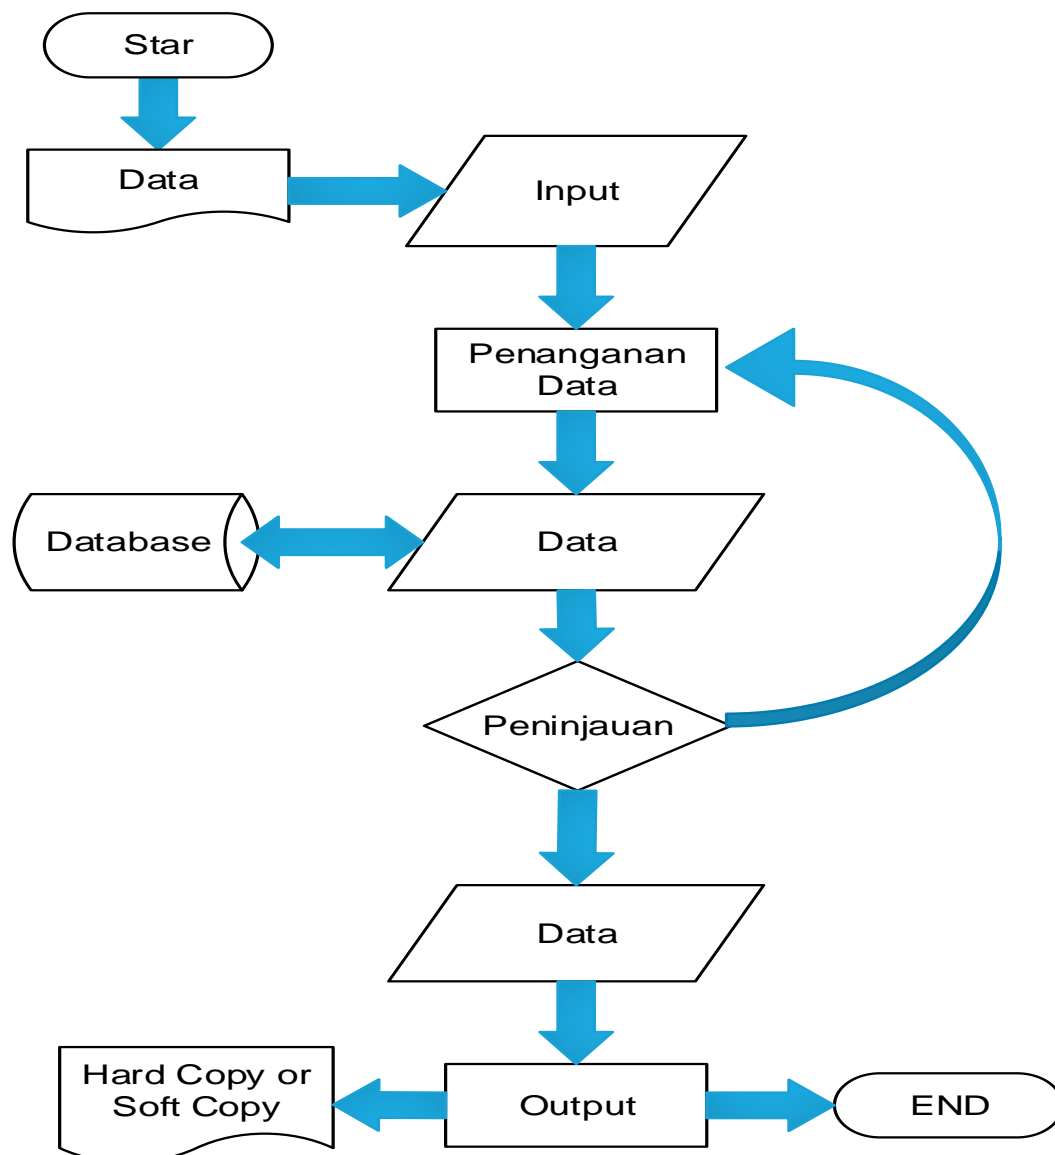 Star
Data
Input
Penanganan
Data
Database
Data
Peninjauan
Data
Hard Copy or
Soft Copy
Output
END